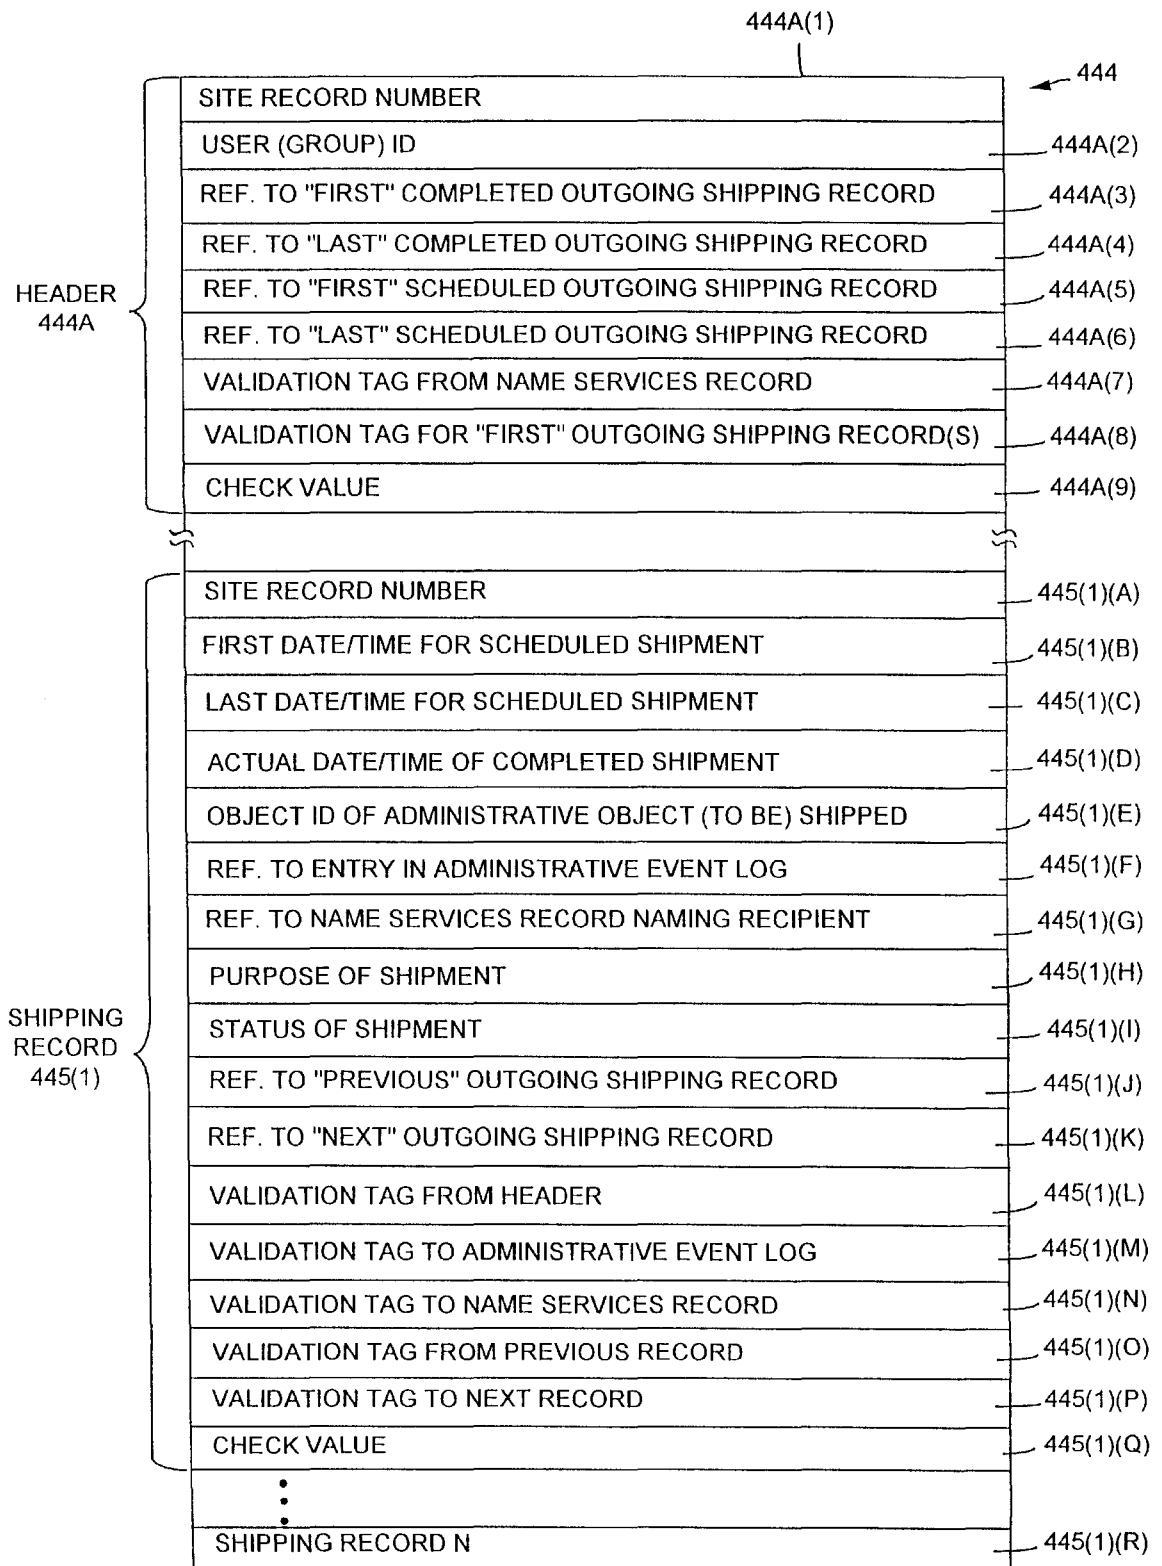 444A(1)
444
SITE RECORD NUMBER
USER (GROUP) ID 444A(2)
REF. TO "FIRST" COMPLETED OUTGOING SHIPPING RECORD 444A(3)
REF. TO "LAST" COMPLETED OUTGOING SHIPPING RECORD 444A(4)
REF. TO "FIRST" SCHEDULED OUTGOING SHIPPING RECORD 444A(5)
REF. TO "LAST" SCHEDULED OUTGOING SHIPPING RECORD 444A(6)
VALIDATION TAG FROM NAME SERVICES RECORD 444A(7)
VALIDATION TAG FOR "FIRST" OUTGOING SHIPPING RECORD(S) 444A(8)
CHECK VALUE 444A(9)
HEADER
444A
SITE RECORD NUMBER 445(1)(A)
FIRST DATE/TIME FOR SCHEDULED SHIPMENT 445(1)(B)
LAST DATE/TIME FOR SCHEDULED SHIPMENT 445(1)(C)
ACTUAL DATE/TIME OF COMPLETED SHIPMENT 445(1)(D)
OBJECT ID OF ADMINISTRATIVE OBJECT (TO BE) SHIPPED 445(1)(E)
REF. TO ENTRY IN ADMINISTRATIVE EVENT LOG 445(1)(F)
REF. TO NAME SERVICES RECORD NAMING RECIPIENT 445(1)(G)
PURPOSE OF SHIPMENT 445(1)(H)
STATUS OF SHIPMENT 445(1)(I)
REF. TO "PREVIOUS" OUTGOING SHIPPING RECORD 445(1)(J)
REF. TO "NEXT" OUTGOING SHIPPING RECORD 445(1)(K)
VALIDATION TAG FROM HEADER 445(1)(L)
VALIDATION TAG TO ADMINISTRATIVE EVENT LOG 445(1)(M)
VALIDATION TAG TO NAME SERVICES RECORD 445(1)(N)
VALIDATION TAG FROM PREVIOUS RECORD 445(1)(O)
VALIDATION TAG TO NEXT RECORD 445(1)(P)
CHECK VALUE 445(1)(Q)
SHIPPING
RECORD
445(1)
SHIPPING RECORD N 445(1)(R)